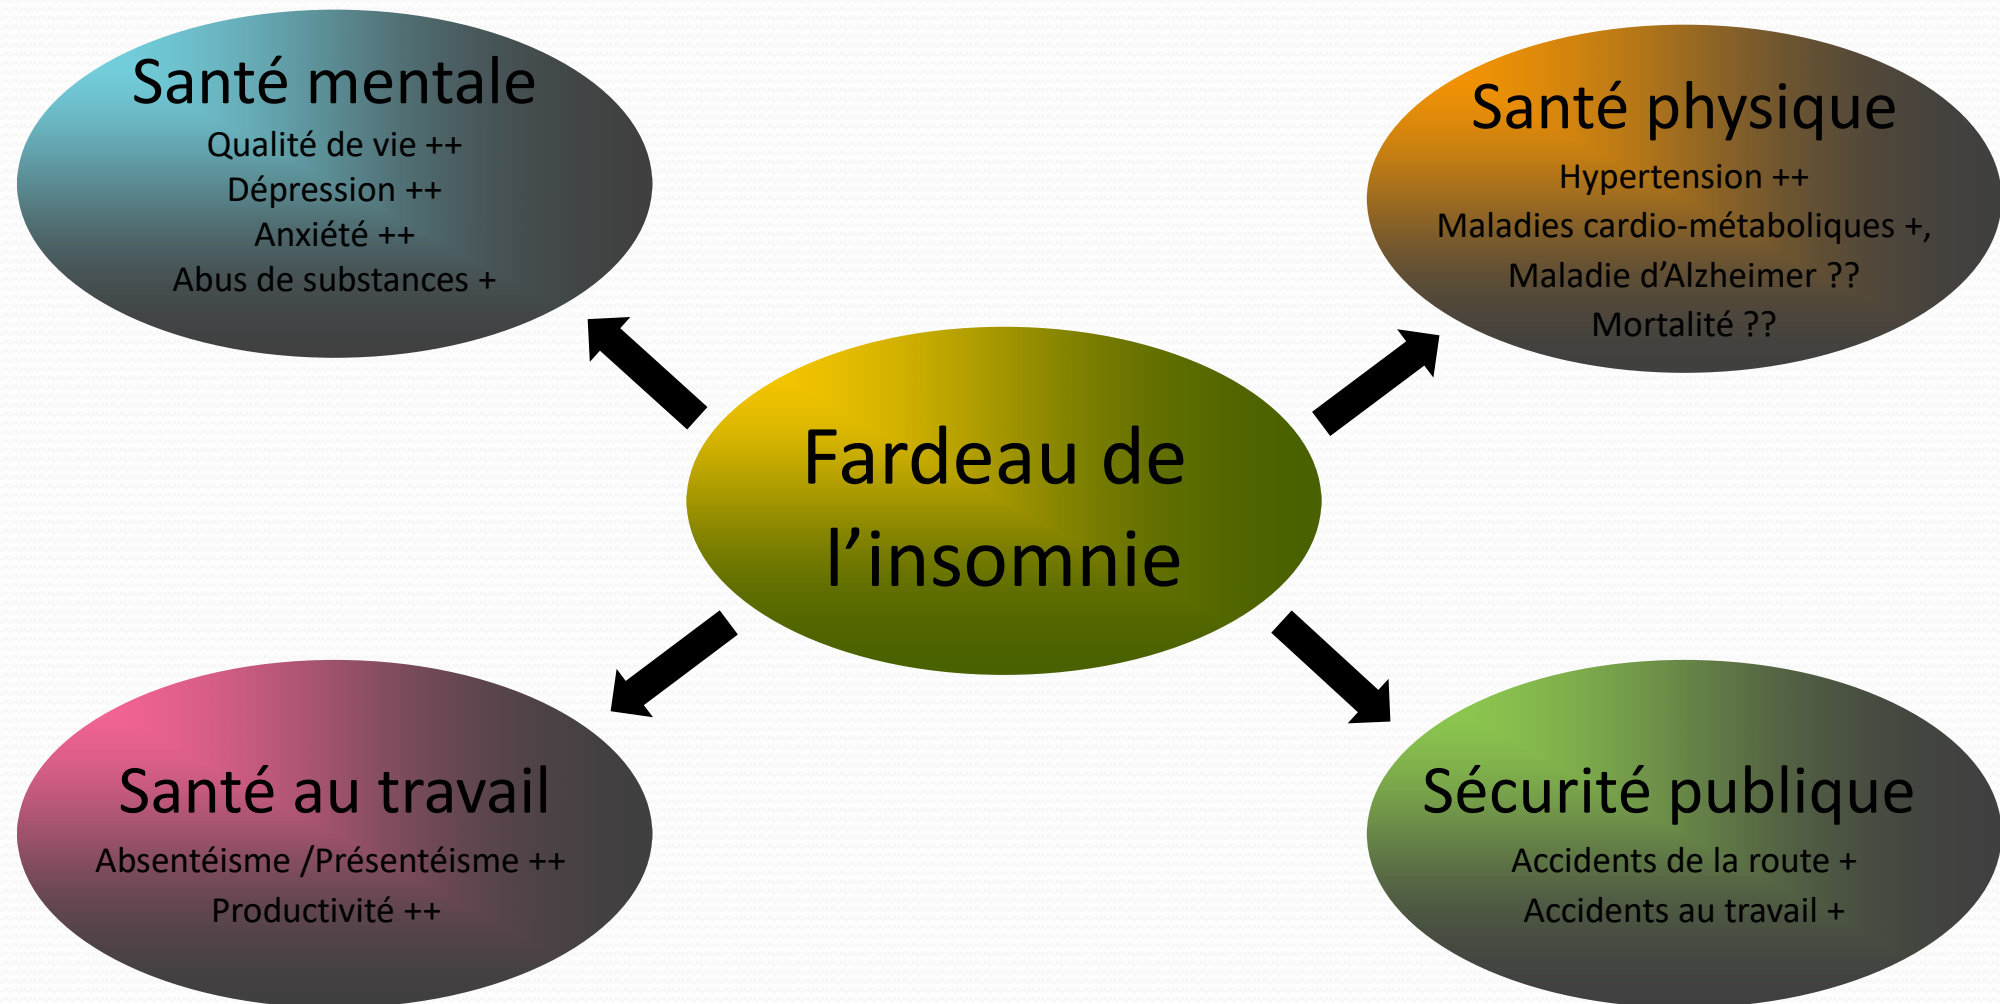 Santé mentale
Qualité de vie ++
Dépression ++
Anxiété ++
Abus de substances +
Santé physique
Hypertension ++
Maladies cardio-métaboliques +,
Maladie d’Alzheimer ??
Mortalité ??
Fardeau de
l’insomnie
Santé au travail
Absentéisme /Présentéisme ++
Productivité ++
Sécurité publique
Accidents de la route +
Accidents au travail +